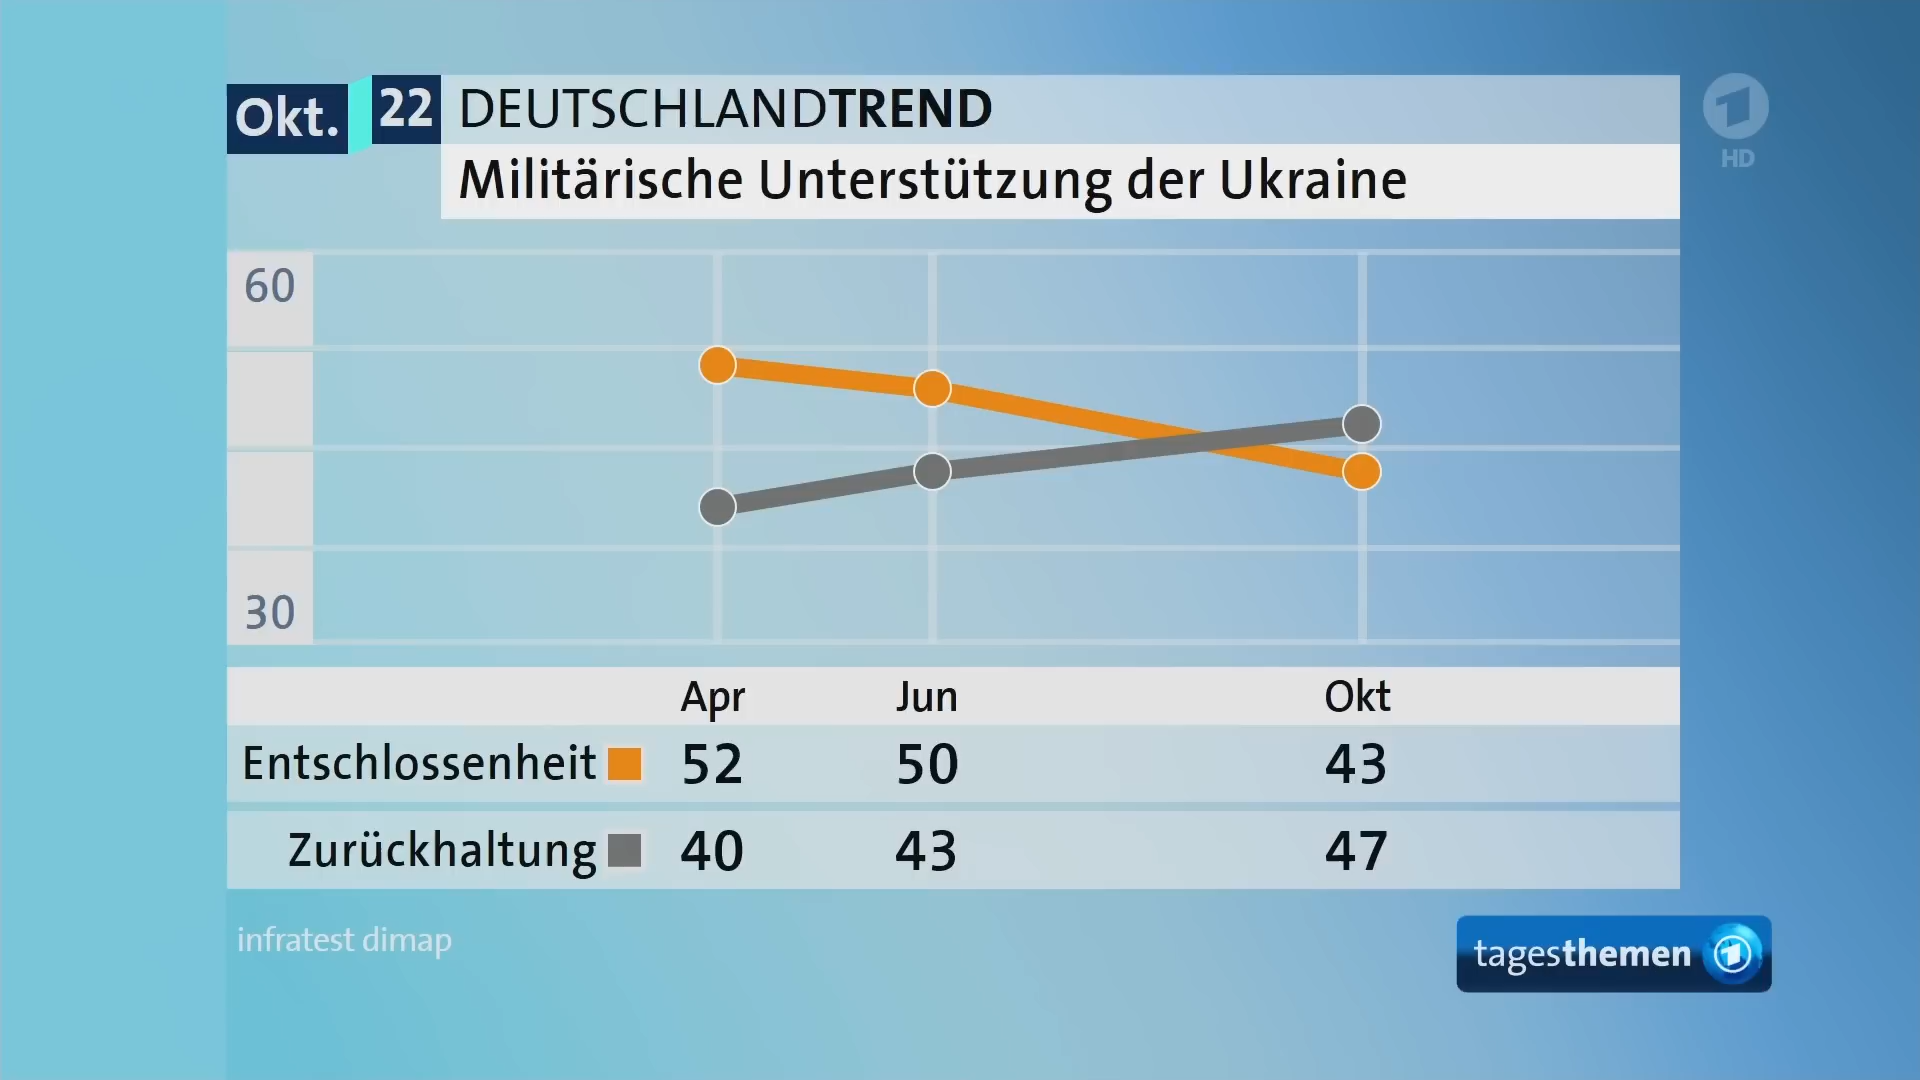 Okt. 22 DEUTSCHLANDTREND
Militärische Unterstützung der Ukraine
HD
60
30
Apr Jun Okt
Entschlossenheit 52 50 43
Zurückhaltung 40 43 47
infratest dimap
tagesthemen